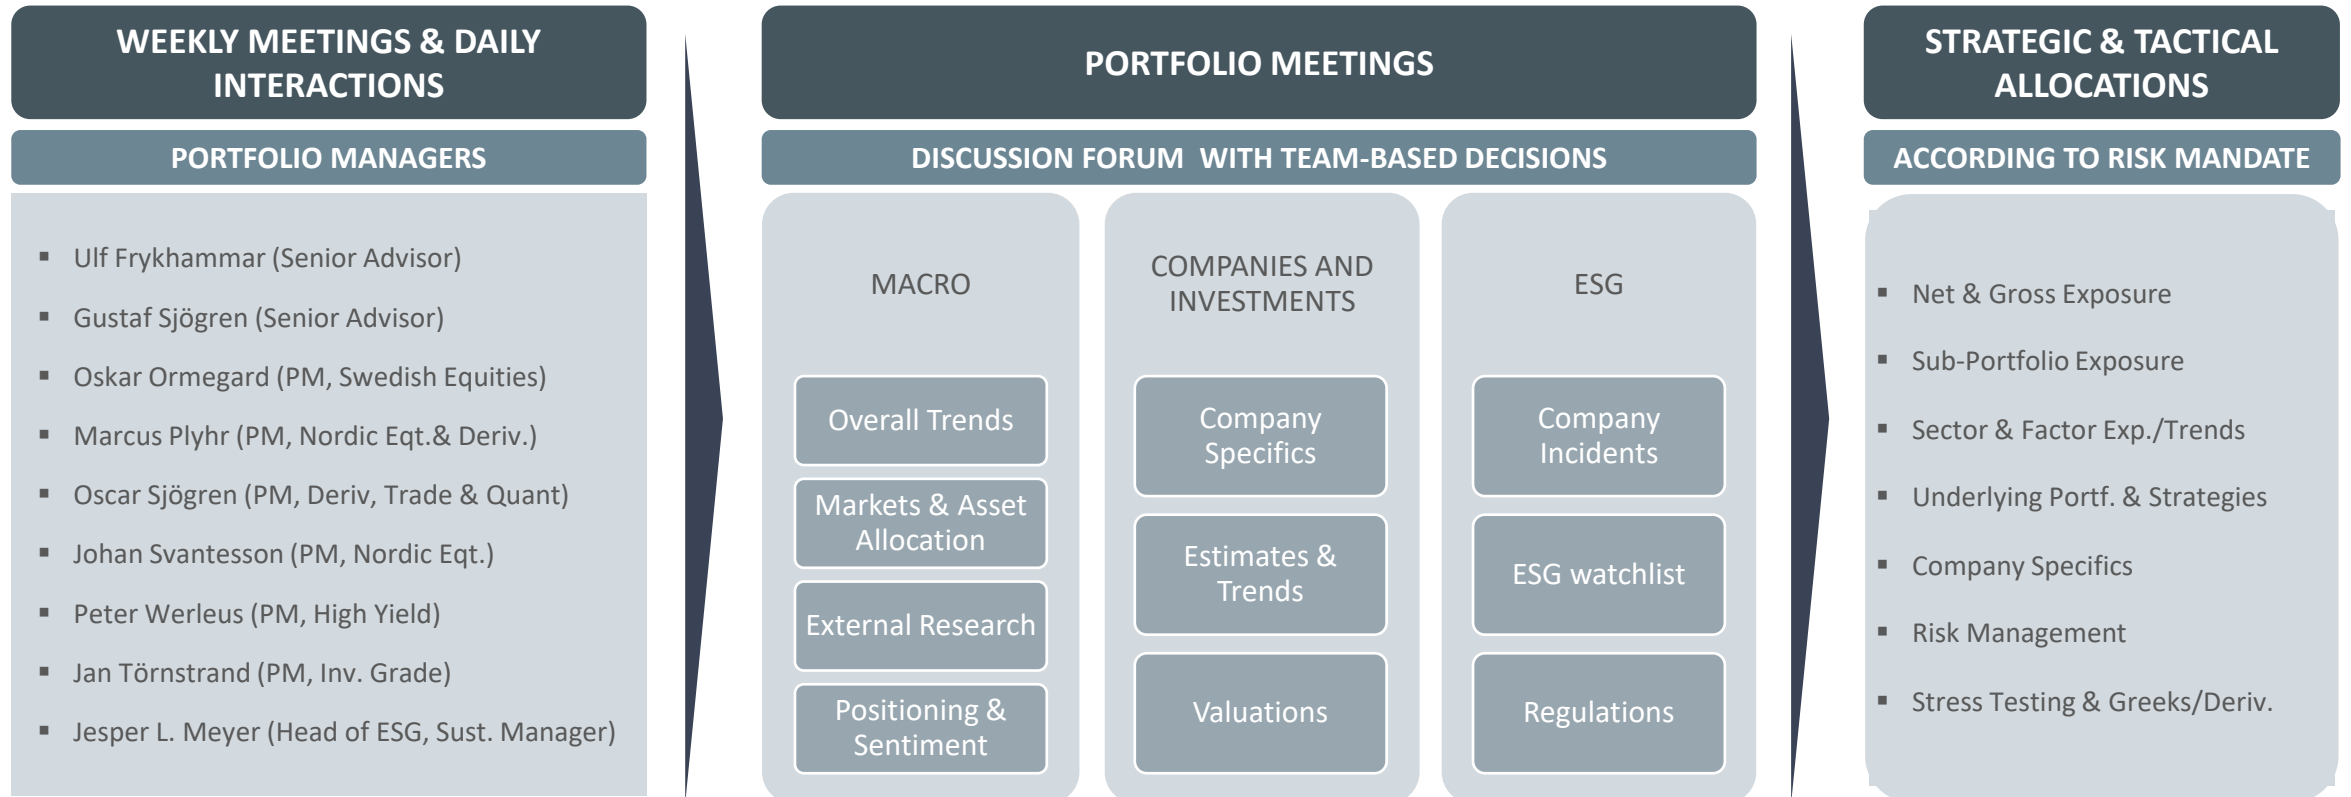 WEEKLY MEETINGS & DAILY
INTERACTIONS
PORTFOLIO MANAGERS
▪ Ulf Frykhammar (Senior Advisor)
▪ Gustaf Sjögren (Senior Advisor)
▪ Oskar Ormegard (PM, Swedish Equities)
▪ Marcus Plyhr (PM, Nordic Eqt.& Deriv.)
▪ Oscar Sjögren (PM, Deriv, Trade & Quant)
▪ Johan Svantesson (PM, Nordic Eqt.)
▪ Peter Werleus (PM, High Yield)
▪ Jan Törnstrand (PM, Inv. Grade)
▪ Jesper L. Meyer (Head of ESG, Sust. Manager)
PORTFOLIO MEETINGS
DISCUSSION FORUM WITH TEAM-BASED DECISIONS
MACRO
Overall Trends
Markets & Asset
Allocation
External Research
Positioning &
Sentiment
COMPANIES AND
INVESTMENTS
Company
Specifics
Estimates &
Trends
Valuations
ESG
Company
Incidents
ESG watchlist
Regulations
STRATEGIC & TACTICAL
ALLOCATIONS
ACCORDING TO RISK MANDATE
▪ Net & Gross Exposure
▪ Sub-Portfolio Exposure
▪ Sector & Factor Exp./Trends
▪ Underlying Portf. & Strategies
▪ Company Specifics
▪ Risk Management
▪ Stress Testing & Greeks/Deriv.